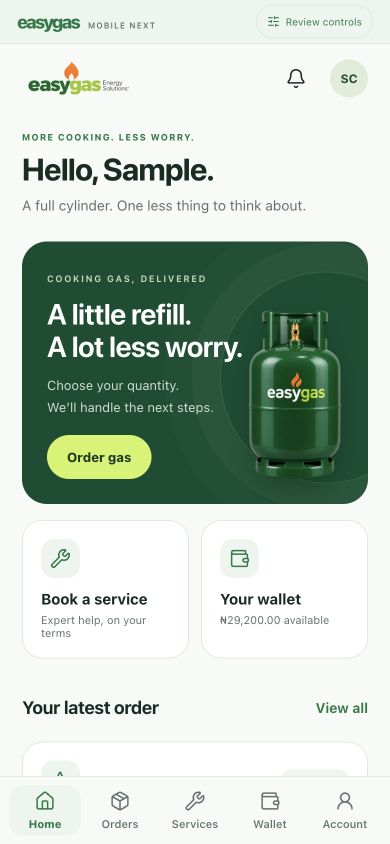 easygas MOBILE NEXT
Review controls
easygas Energy Solutions
SC
MORE COOKING. LESS WORRY.
Hello, Sample.
A full cylinder. One less thing to think about.
COOKING GAS, DELIVERED
A little refill.
A lot less worry.
Choose your quantity.
We’ll handle the next steps.
Order gas
easygas
Book a service
Expert help, on your
terms
Your wallet
₦29,200.00 available
Your latest order
View all
Home
Orders
Services
Wallet
Account